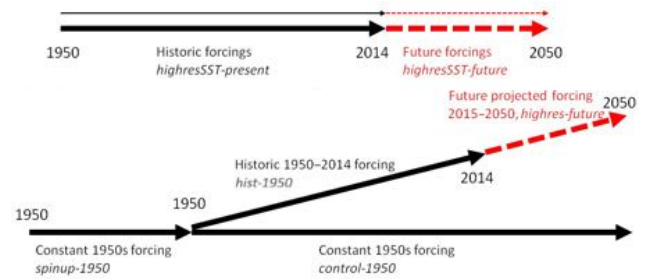 1950
Historic forcings
highresSST-present
2014
Future forcings
highresSST-future
2050
Future projected forcing
2015–2050, highres-future
2050
Historic 1950–2014 forcing
hist-1950
2014
1950
1950
Constant 1950s forcing
spinup-1950
Constant 1950s forcing
control-1950